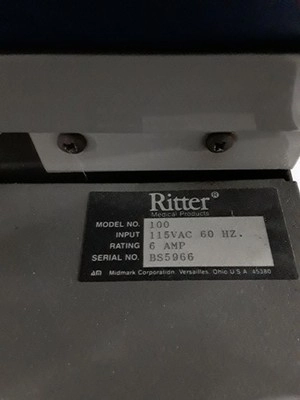 Ritter®
Medical Products
MODEL NO. 100
INPUT 115VAC 60 HZ.
RATING 6 AMP
SERIAL NO. BS5966
Midmark Corporation, Versailles, Ohio U.S.A. 45380